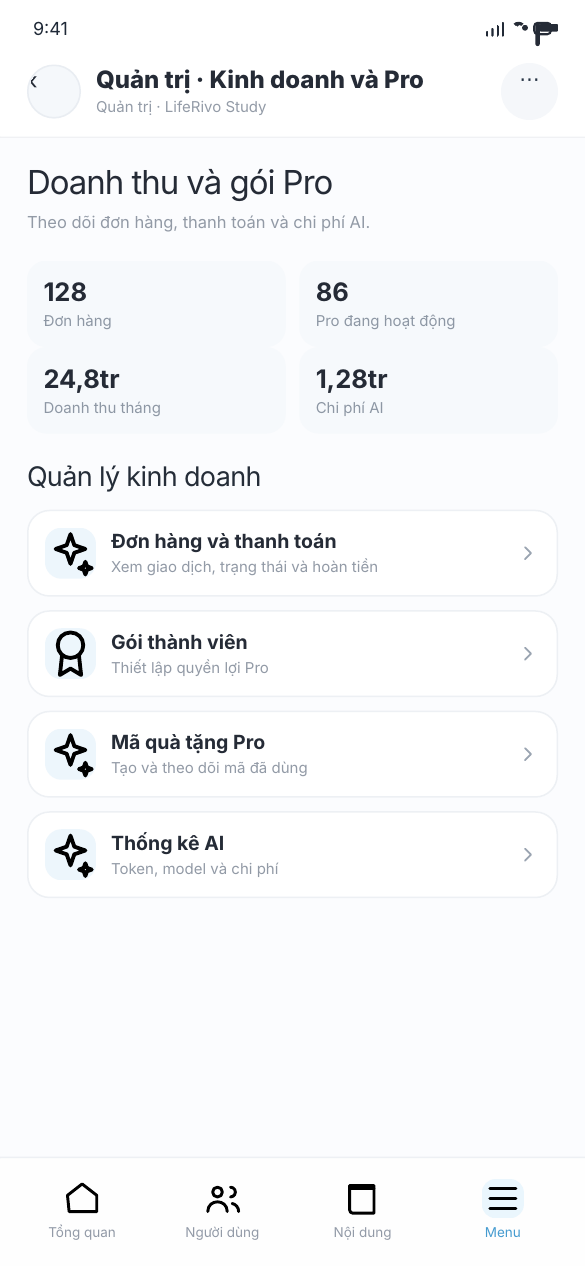 9:41
Quản trị · Kinh doanh và Pro
Quản trị · LifeRivo Study
...
Doanh thu và gói Pro
Theo dõi đơn hàng, thanh toán và chi phí AI.
128
Đơn hàng
86
Pro đang hoạt động
24,8tr
Doanh thu tháng
1,28tr
Chi phí AI
Quản lý kinh doanh
Đơn hàng và thanh toán
Xem giao dịch, trạng thái và hoàn tiền
Gói thành viên
Thiết lập quyền lợi Pro
Mã quà tặng Pro
Tạo và theo dõi mã đã dùng
Thống kê AI
Token, model và chi phí
Tổng quan
Người dùng
Nội dung
Menu